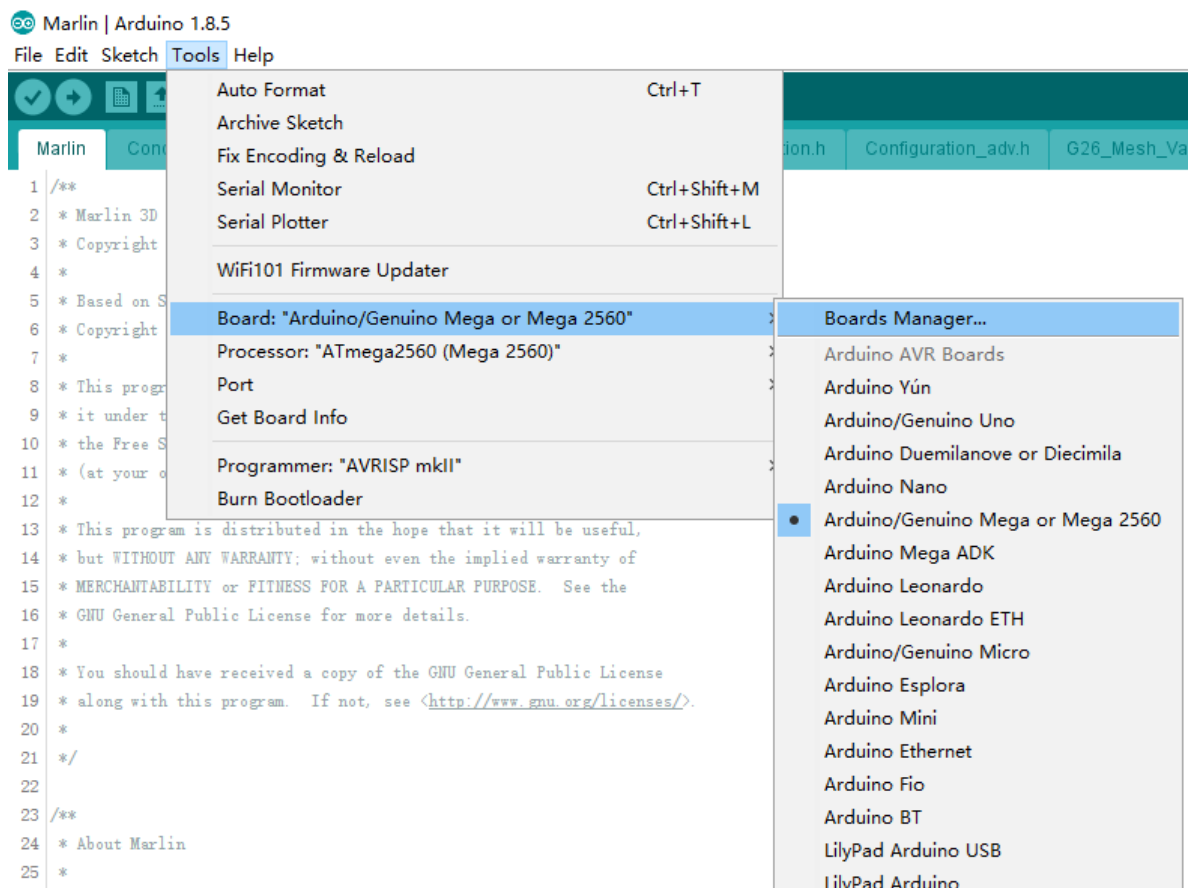 Marlin | Arduino 1.8.5
File Edit Sketch Tools Help
Auto Format Ctrl+T
Archive Sketch
Fix Encoding & Reload
Serial Monitor Ctrl+Shift+M
Serial Plotter Ctrl+Shift+L
WiFi101 Firmware Updater
Board: "Arduino/Genuino Mega or Mega 2560"
Processor: "ATmega2560 (Mega 2560)"
Port
Get Board Info
Programmer: "AVRISP mkII"
Burn Bootloader
Boards Manager...
Arduino AVR Boards
Arduino Yún
Arduino/Genuino Uno
Arduino Duemilanove or Diecimila
Arduino Nano
Arduino/Genuino Mega or Mega 2560
Arduino Mega ADK
Arduino Leonardo
Arduino Leonardo ETH
Arduino/Genuino Micro
Arduino Esplora
Arduino Mini
Arduino Ethernet
Arduino Fio
Arduino BT
LilyPad Arduino USB
LilyPad Arduino
Marlin Con ion.h Configuration_adv.h G26_Mesh_Va
1 /**
2 * Marlin 3D
3 * Copyright
4 *
5 * Based on S
6 * Copyright
7 *
8 * This progr
9 * it under t
10 * the Free S
11 * (at your o
12 *
13 * This program is distributed in the hope that it will be useful,
14 * but WITHOUT ANY WARRANTY; without even the implied warranty of
15 * MERCHANTABILITY or FITNESS FOR A PARTICULAR PURPOSE. See the
16 * GNU General Public License for more details.
17 *
18 * You should have received a copy of the GNU General Public License
19 * along with this program. If not, see <http://www.gnu.org/licenses/>.
20 *
21 */
22
23 /**
24 * About Marlin
25 *